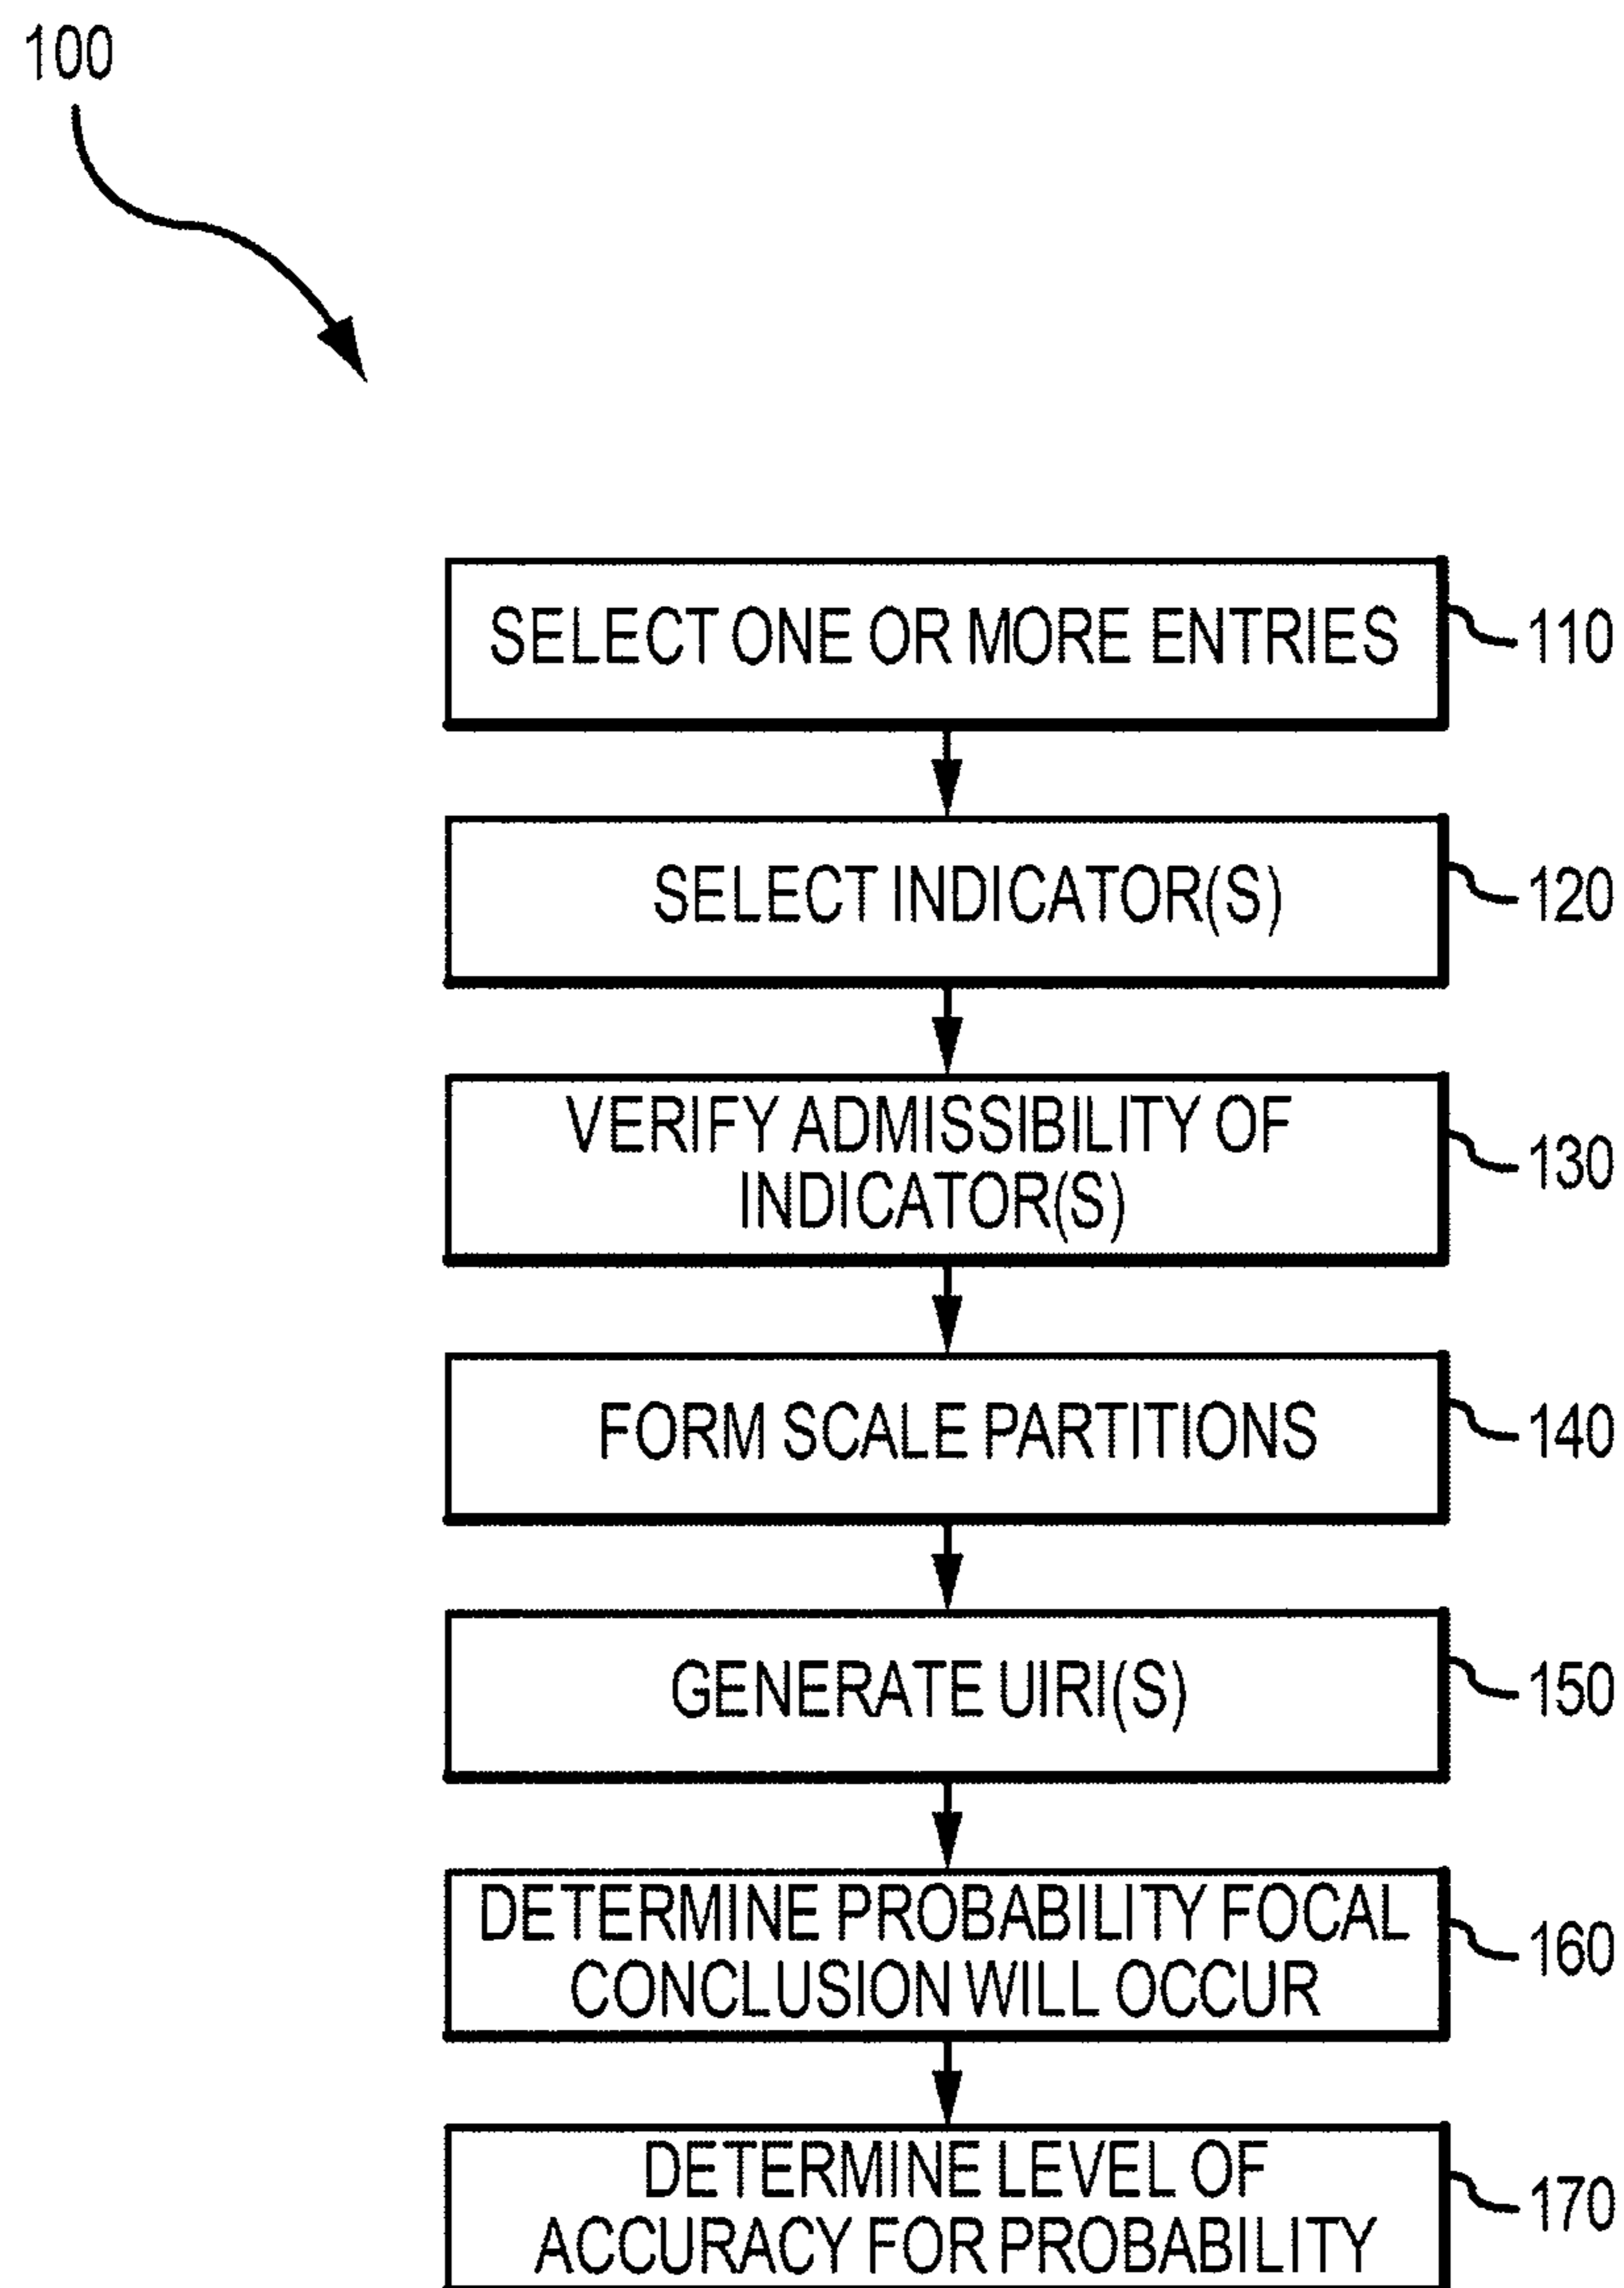 100
SELECT ONE OR MORE ENTRIES
110
SELECT INDICATOR(S)
120
VERIFY ADMISSIBILITY OF
INDICATOR(S)
130
FORM SCALE PARTITIONS
140
GENERATE UIRI(S)
150
DETERMINE PROBABILITY FOCAL
CONCLUSION WILL OCCUR
160
DETERMINE LEVEL OF
ACCURACY FOR PROBABILITY
170